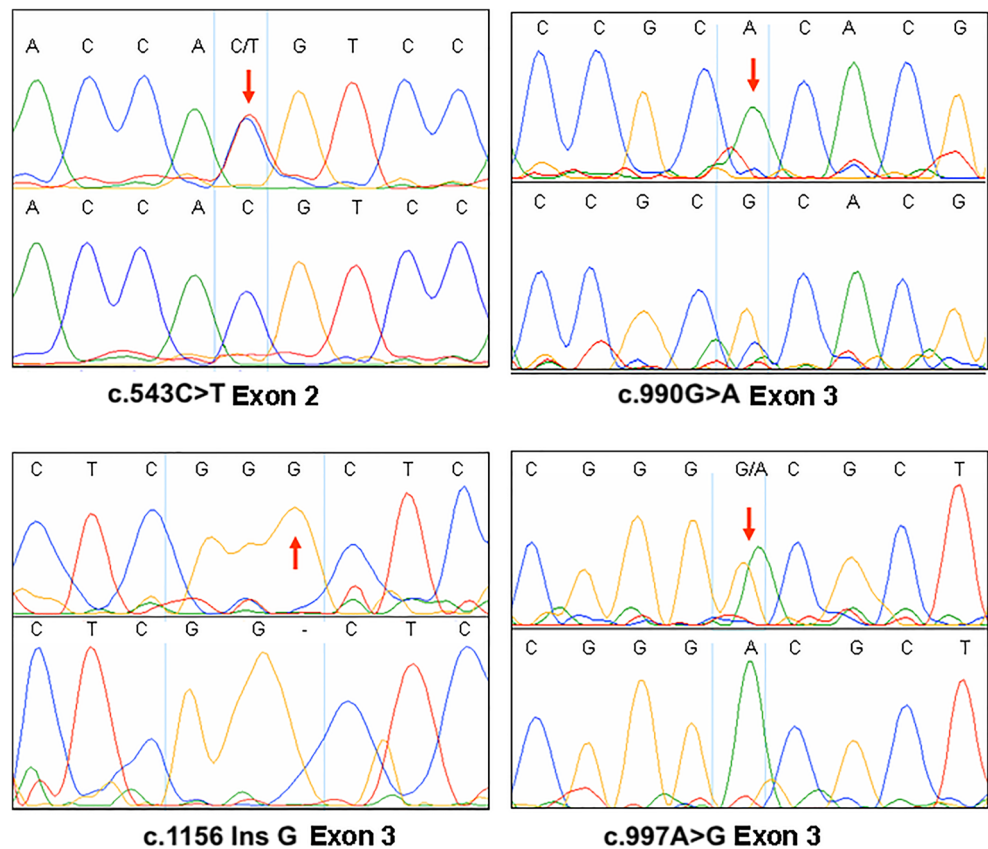 A C C A C/T G T C C
A C C A C G T C C
c.543C>T Exon 2
C C G C A C A C G
C C G C G C A C G
c.990G>A Exon 3
C T C G G G C T C
C T C G G - C T C
c.1156 Ins G Exon 3
C G G G G/A C G C T
C G G G A C G C T
c.997A>G Exon 3